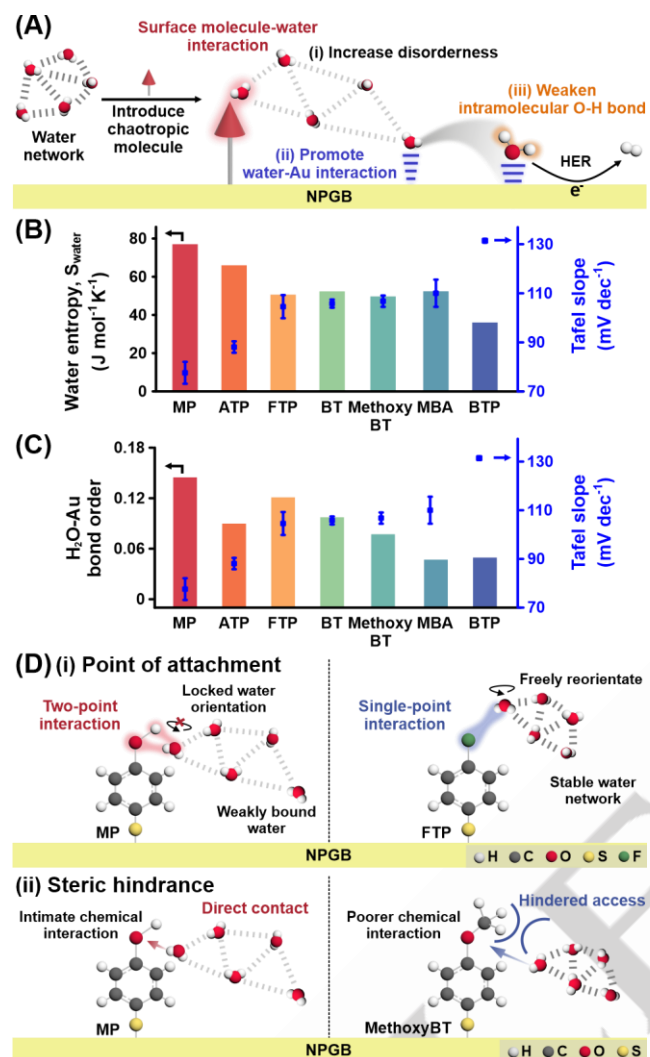 (A)
Surface molecule-water
interaction
(i) Increase disorderness
(iii) Weaken
intramolecular O-H bond
Water
network
Introduce
chaotropic
molecule
(ii) Promote
water-Au interaction
HER
e⁻
NPGB
(B)
Water entropy, S_water
(J mol⁻¹ K⁻¹)
80
60
40
20
0
130
110
90
70
Tafel slope
(mV dec⁻¹)
MP ATP FTP BT Methoxy MBA BTP
BT
(C)
H₂O-Au
bond order
0.18
0.12
0.06
0
130
110
90
70
Tafel slope
(mV dec⁻¹)
MP ATP FTP BT Methoxy MBA BTP
BT
(D) (i) Point of attachment
Two-point
interaction
Locked water
orientation
Weakly bound
water
MP
Single-point
interaction
Freely reorientate
Stable water
network
FTP
NPGB
H C O S F
(ii) Steric hindrance
Intimate chemical
interaction
Direct contact
MP
Poorer chemical
interaction
Hindered access
MethoxyBT
NPGB
H C O S